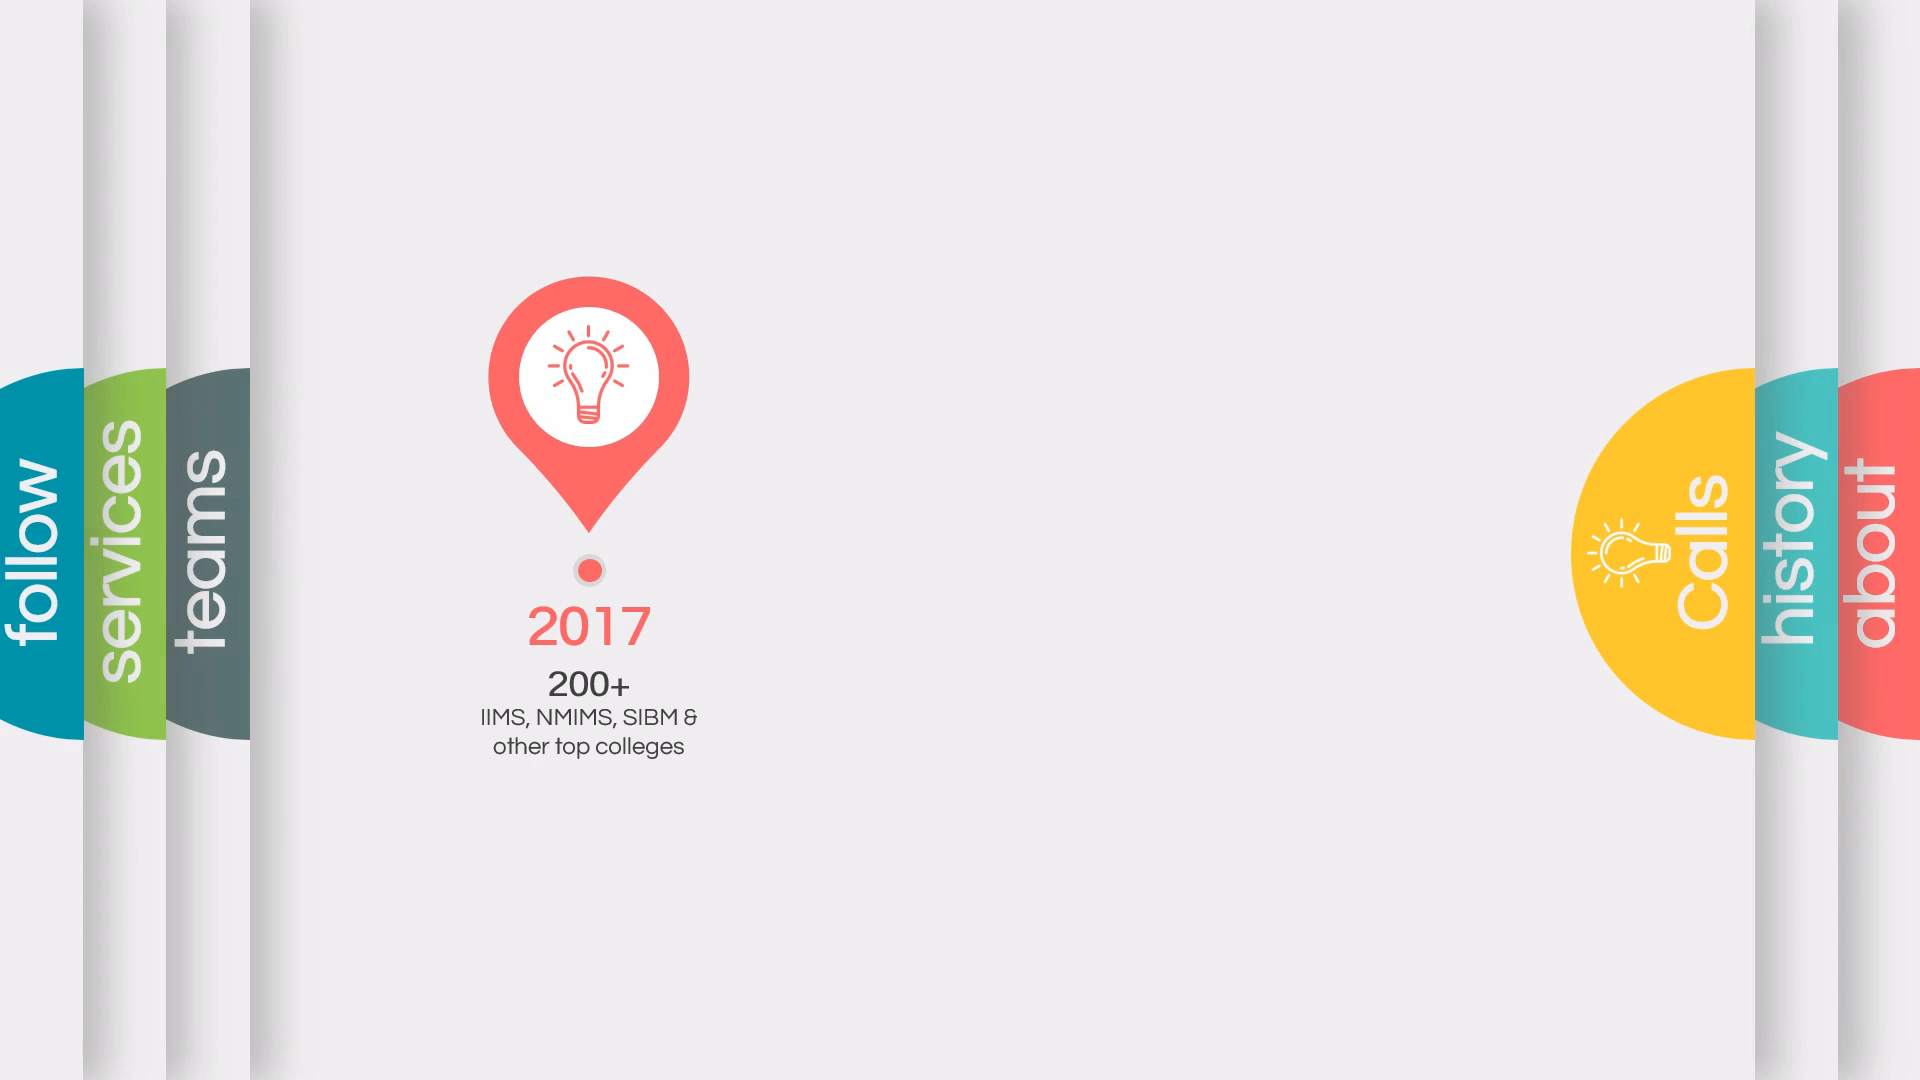 follow
services
teams
2017
200+
IIMS, NMIMS, SIBM &
other top colleges
Calls
history
about